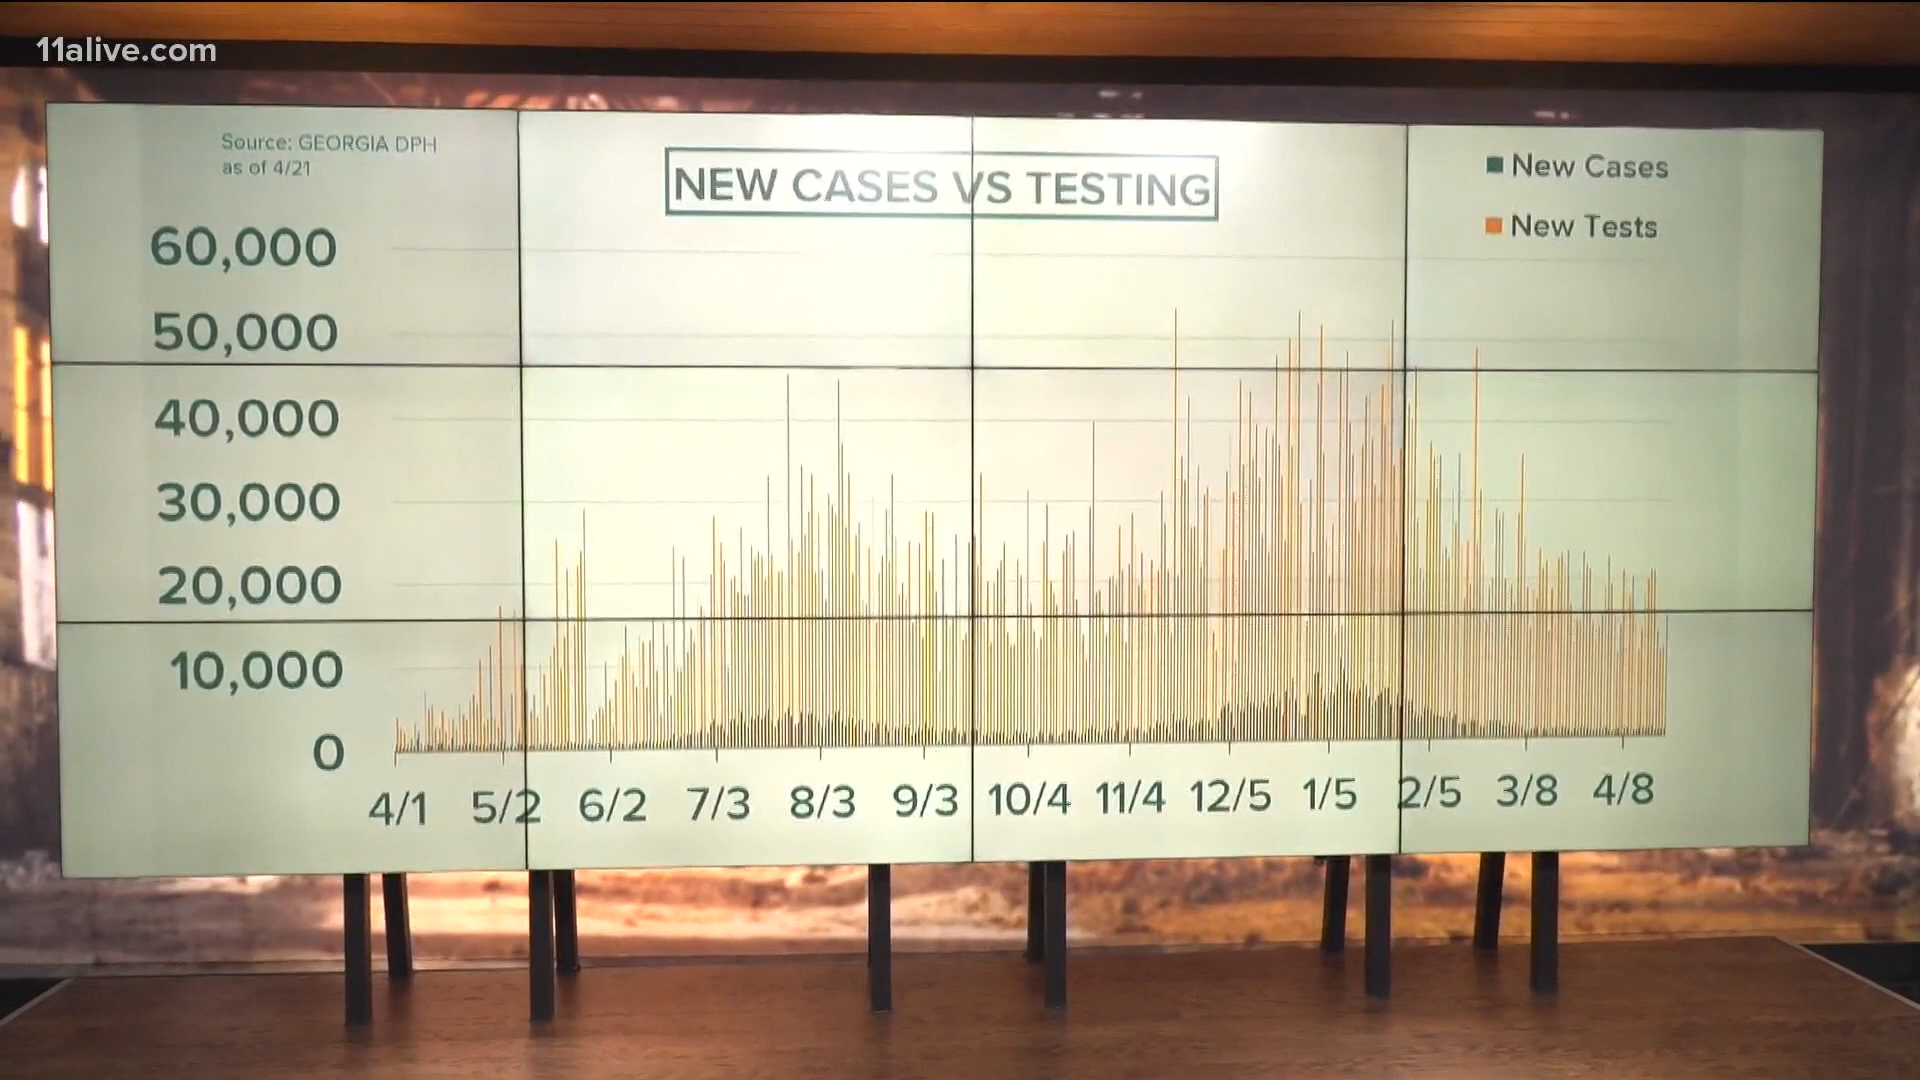 11alive.com
Source: GEORGIA DPH
as of 4/21
NEW CASES VS TESTING
New Cases
New Tests
60,000
50,000
40,000
30,000
20,000
10,000
0
4/1 5/2 6/2 7/3 8/3 9/3 10/4 11/4 12/5 1/5 2/5 3/8 4/8